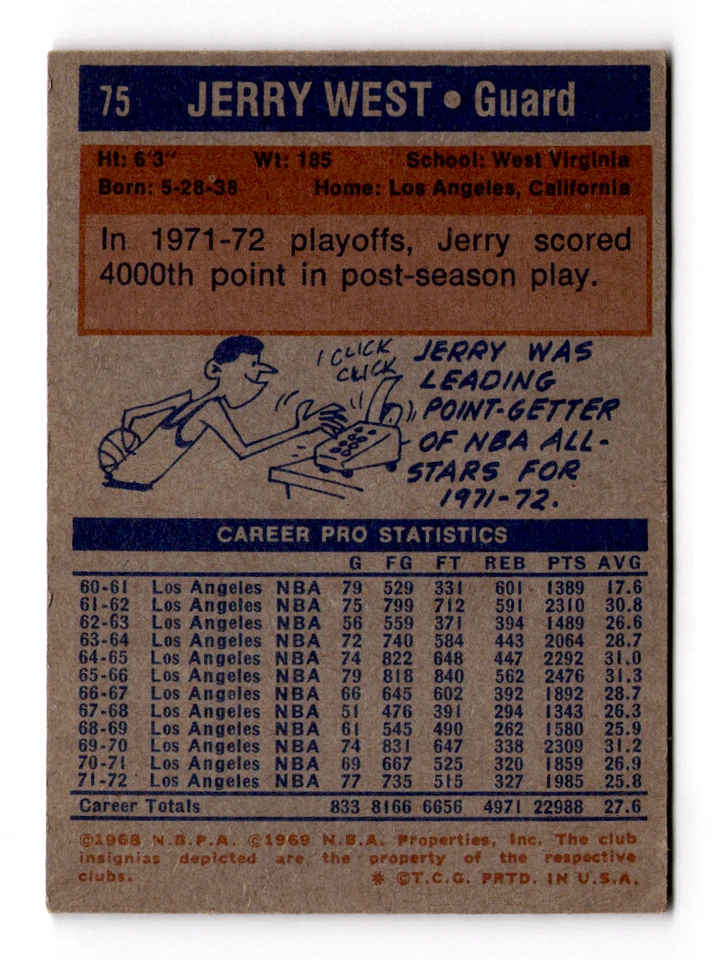 75 JERRY WEST • Guard
Ht: 6'3" Wt: 185 School: West Virginia
Born: 5-28-38 Home: Los Angeles, California
In 1971-72 playoffs, Jerry scored
4000th point in post-season play.
CLICK
CLICK
JERRY WAS
LEADING
POINT-GETTER
OF NBA ALL-
STARS FOR
1971-72.
CAREER PRO STATISTICS
G FG FT REB PTS AVG
60-61 Los Angeles NBA 79 529 331 601 1389 17.6
61-62 Los Angeles NBA 75 799 712 591 2310 30.8
62-63 Los Angeles NBA 56 559 371 394 1489 26.6
63-64 Los Angeles NBA 72 740 584 443 2064 28.7
64-65 Los Angeles NBA 74 822 648 447 2292 31.0
65-66 Los Angeles NBA 79 818 840 562 2476 31.3
66-67 Los Angeles NBA 66 645 602 392 1892 28.7
67-68 Los Angeles NBA 51 476 391 294 1343 26.3
68-69 Los Angeles NBA 61 545 490 262 1580 25.9
69-70 Los Angeles NBA 74 831 647 338 2309 31.2
70-71 Los Angeles NBA 69 667 525 320 1859 26.9
71-72 Los Angeles NBA 77 735 515 327 1985 25.8
Career Totals 833 8166 6656 4971 22988 27.6
©1968 N.B.P.A. ©1969 N.B.A. Properties, Inc. The club
insignias depicted are the property of the respective
clubs. * ©T.C.G. PRTD. IN U.S.A.